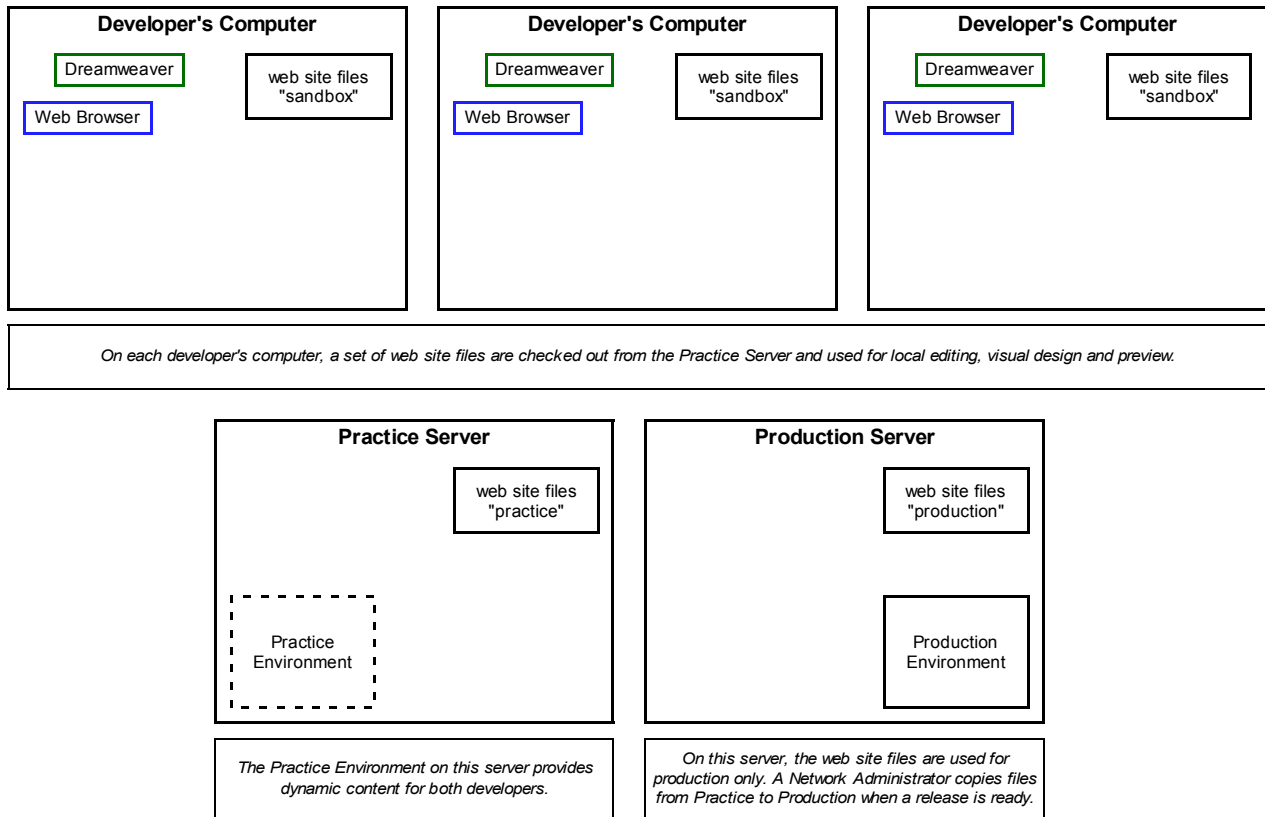 Developer's Computer
Dreamweaver
web site files
"sandbox"
Web Browser
Developer's Computer
Dreamweaver
web site files
"sandbox"
Web Browser
Developer's Computer
Dreamweaver
web site files
"sandbox"
Web Browser
On each developer's computer, a set of web site files are checked out from the Practice Server and used for local editing, visual design and preview.
Practice Server
web site files
"practice"
Practice
Environment
The Practice Environment on this server provides
dynamic content for both developers.
Production Server
web site files
"production"
Production
Environment
On this server, the web site files are used for
production only. A Network Administrator copies files
from Practice to Production when a release is ready.